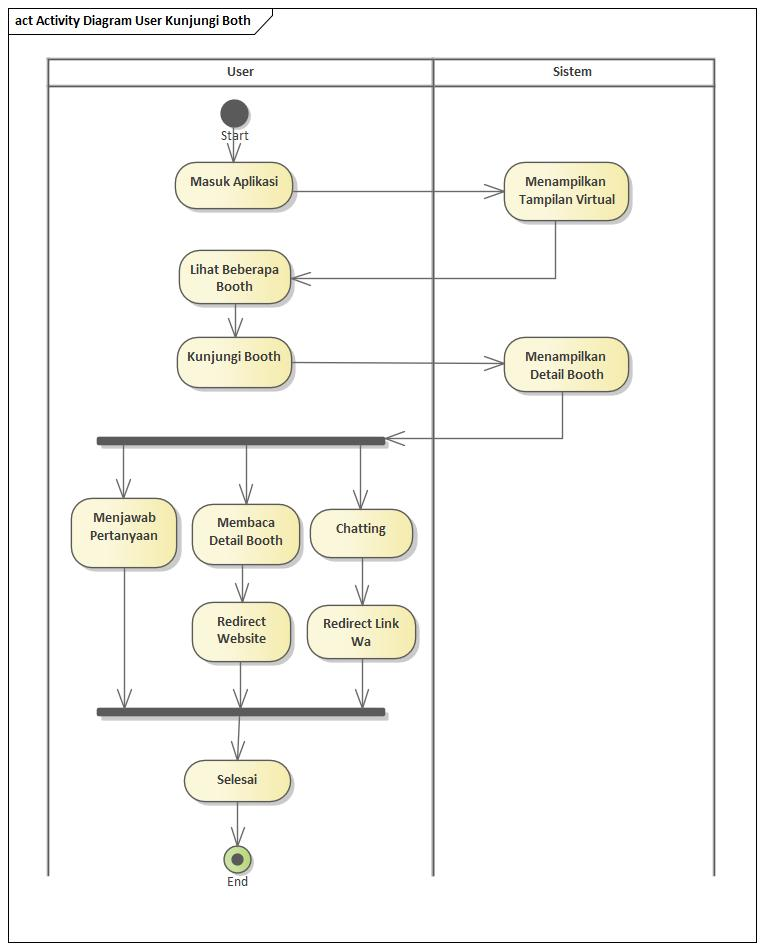 act Activity Diagram User Kunjungi Both
User
Sistem
Start
Masuk Aplikasi
Menampilkan
Tampilan Virtual
Lihat Beberapa
Booth
Kunjungi Booth
Menampilkan
Detail Booth
Menjawab
Pertanyaan
Membaca
Detail Booth
Chatting
Redirect
Website
Redirect Link
Wa
Selesai
End